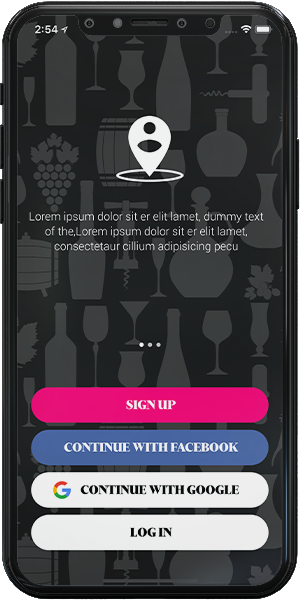 2:54
Lorem ipsum dolor sit er elit lamet, dummy text
of the,Lorem ipsum dolor sit er elit lamet,
consectetaur cillium adipisicing pecu
SIGN UP
CONTINUE WITH FACEBOOK
CONTINUE WITH GOOGLE
LOG IN